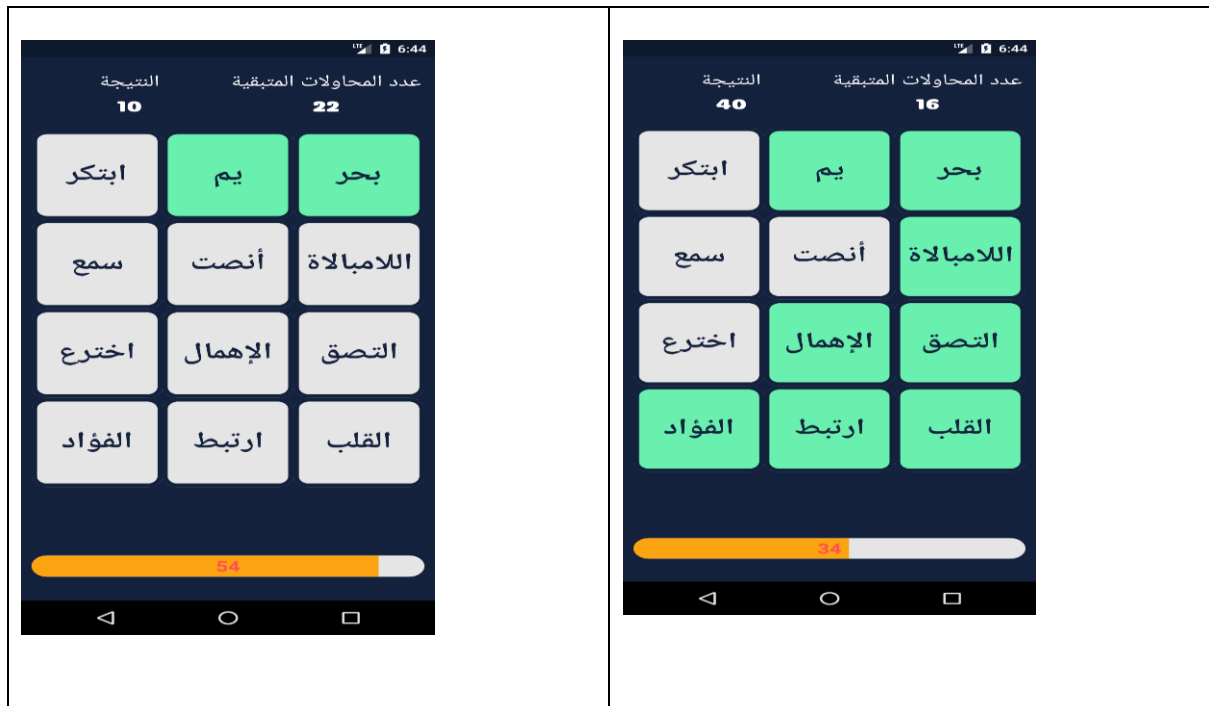 LTE 6:44
عدد المحاولات المتبقية النتيجة
22 10
بحر يم ابتكر
اللامبالاة أنصت سمع
التصق الإهمال اخترع
القلب ارتبط الفؤاد
54
LTE 6:44
عدد المحاولات المتبقية النتيجة
16 40
بحر يم ابتكر
اللامبالاة أنصت سمع
التصق الإهمال اخترع
القلب ارتبط الفؤاد
34